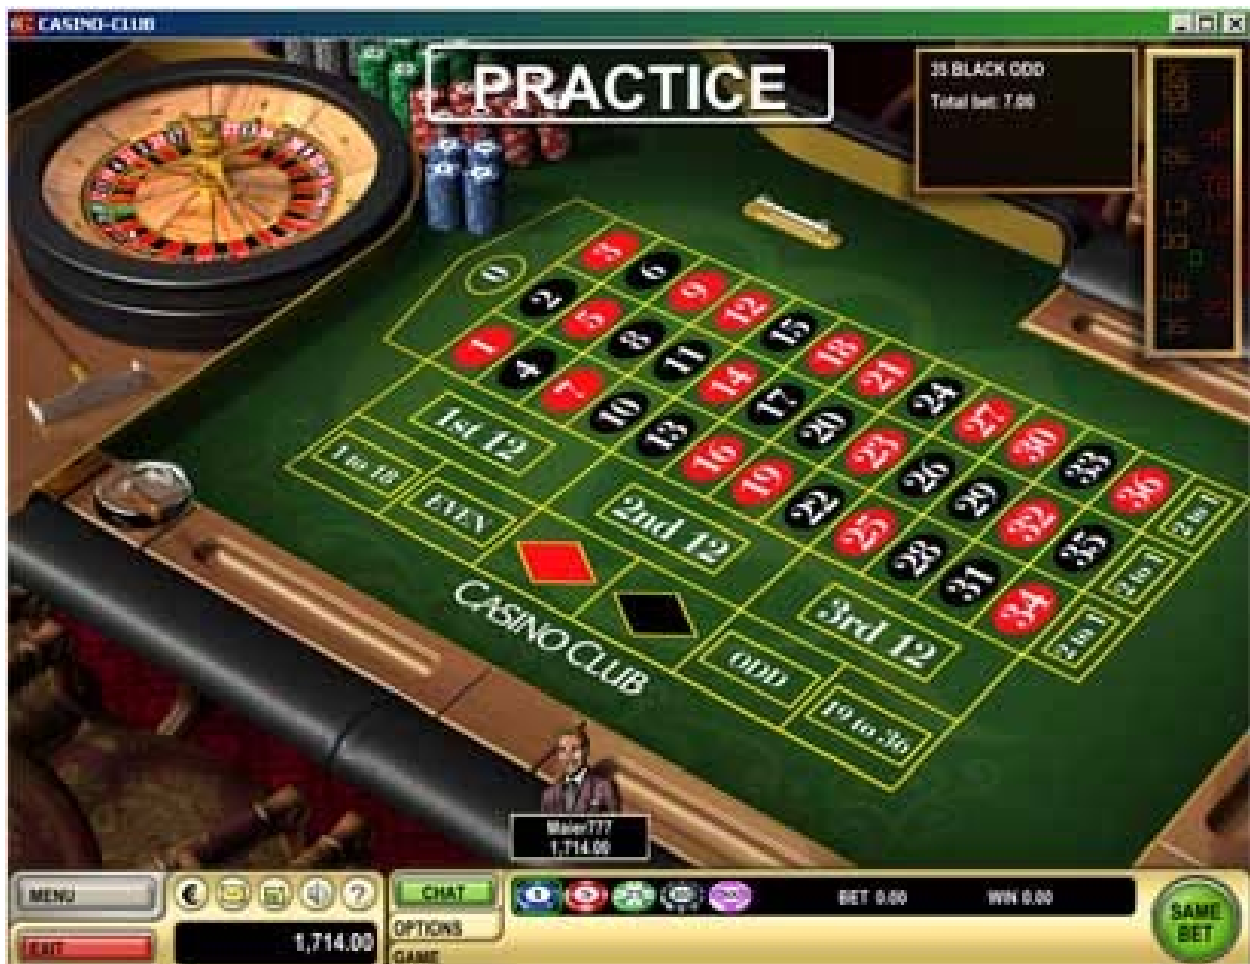 CASINO-CLUB
PRACTICE
35 BLACK ODD
Total bet: 7.00
0
3 6 9 12 15 18 21 24 27 30 33 36
2 5 8 11 14 17 20 23 26 29 32 35
1 4 7 10 13 16 19 22 25 28 31 34
2 to 1
2 to 1
2 to 1
1st 12
2nd 12
3rd 12
1 to 18
EVEN
ODD
19 to 36
CASINO CLUB
Maier777
1,714.00
MENU
€
?
CHAT
BET 0.00
WIN 0.00
SAME
BET
EXIT
1,714.00
OPTIONS
GAME